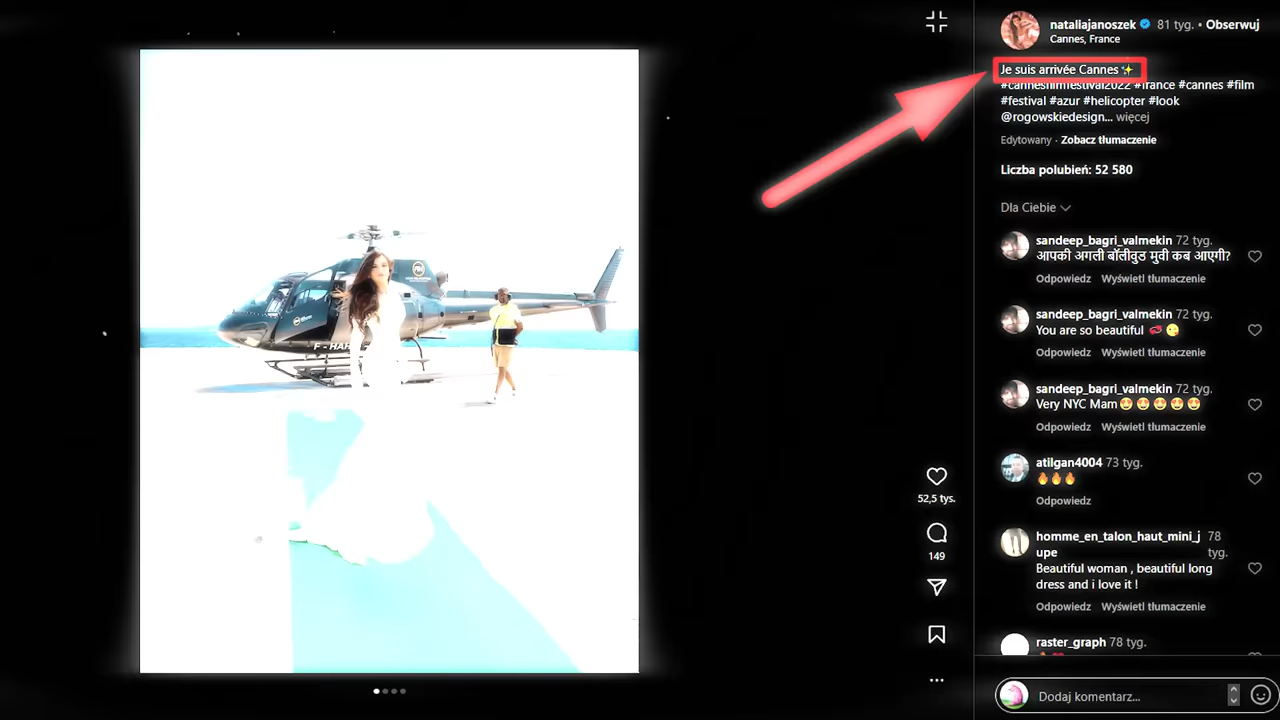 nataliajanoszek 81 tyg. • Obserwuj
Cannes, France
Je suis arrivée Cannes✨
#cannesfilmfestival2022 #france #cannes #film
#festival #azur #helicopter #look
@rogowskiedesign... więcej
Edytowany · Zobacz tłumaczenie
Liczba polubień: 52 580
Dla Ciebie
sandeep_bagri_valmekin 72 tyg.
आपकी अगली बॉलीवुड मुवी कब आएगी?
Odpowiedz Wyświetl tłumaczenie
sandeep_bagri_valmekin 72 tyg.
You are so beautiful
Odpowiedz Wyświetl tłumaczenie
sandeep_bagri_valmekin 72 tyg.
Very NYC Mam😍😍😍😍😍
Odpowiedz Wyświetl tłumaczenie
atilgan4004 73 tyg.
🔥🔥🔥
Odpowiedz
homme_en_talon_haut_mini_j 78
upe tyg.
Beautiful woman , beautiful long
dress and i love it !
Odpowiedz Wyświetl tłumaczenie
raster_graph 78 tyg.
Dodaj komentarz...
52,5 tys.
149
F-HAR